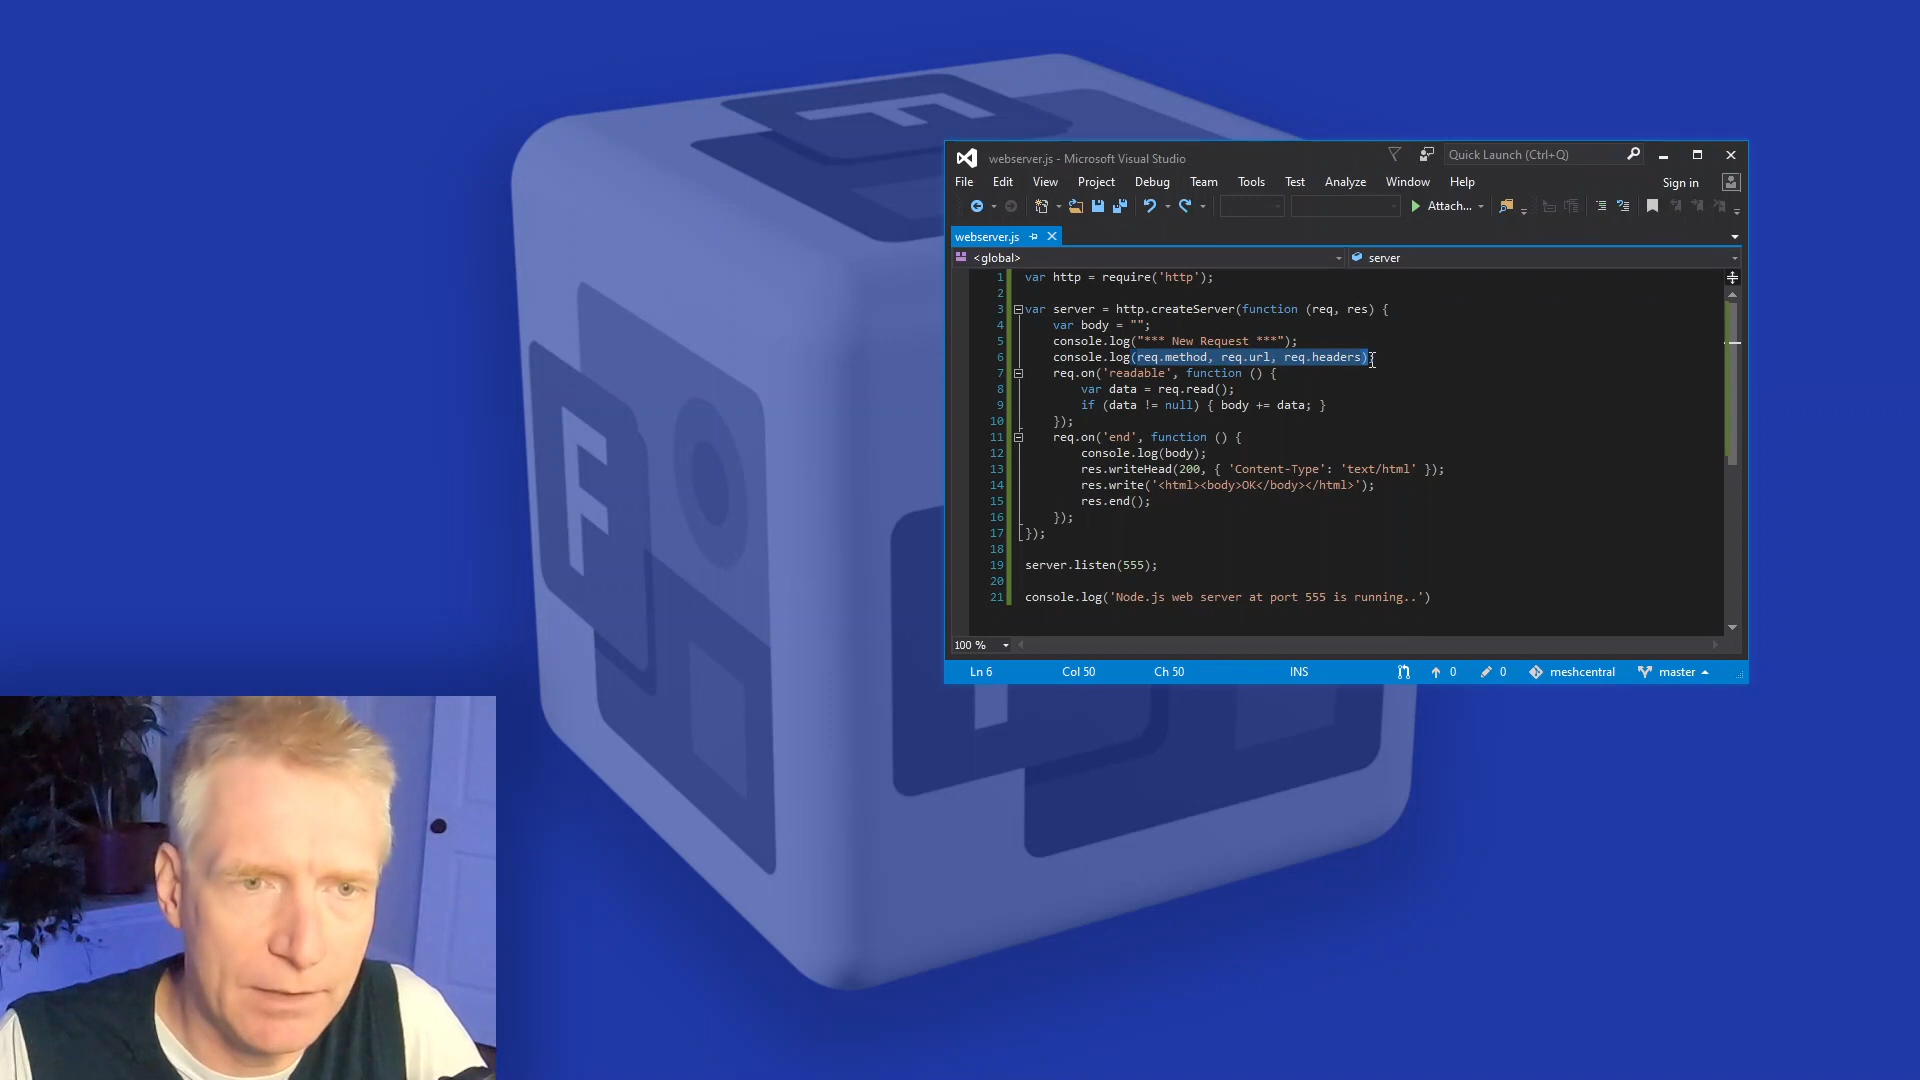 webserver.js - Microsoft Visual Studio
Quick Launch (Ctrl+Q)
File Edit View Project Debug Team Tools Test Analyze Window Help
Sign in
Attach...
webserver.js
<global>
server
1 var http = require('http');
2
3 var server = http.createServer(function (req, res) {
4 var body = "";
5 console.log("*** New Request ***");
6 console.log(req.method, req.url, req.headers);
7 req.on('readable', function () {
8 var data = req.read();
9 if (data != null) { body += data; }
10 });
11 req.on('end', function () {
12 console.log(body);
13 res.writeHead(200, { 'Content-Type': 'text/html' });
14 res.write('<html><body>OK</body></html>');
15 res.end();
16 });
17 });
18
19 server.listen(555);
20
21 console.log('Node.js web server at port 555 is running..')
100 %
Ln 6 Col 50 Ch 50 INS 0 0 meshcentral master
F
F